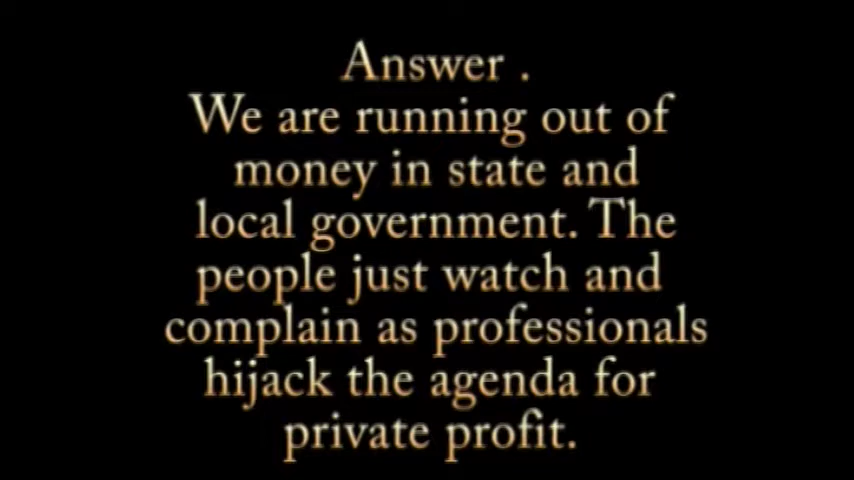 Answer .
We are running out of
money in state and
local government. The
people just watch and
complain as professionals
hijack the agenda for
private profit.